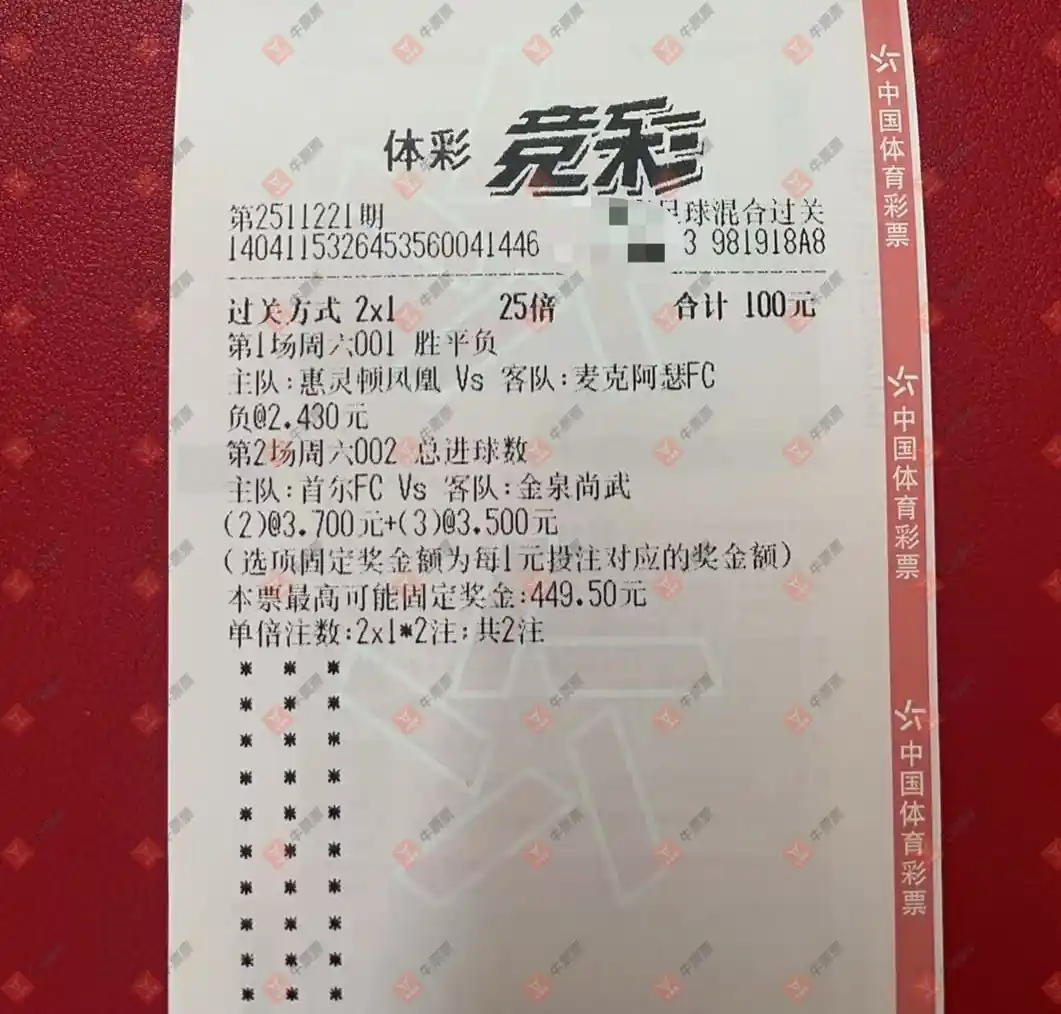 体彩 竞彩
第2511221期 足球混合过关
1404115326453560041446 3 981918A8
过关方式 2x1 25倍 合计 100元
第1场周六001 胜平负
主队:惠灵顿凤凰 Vs 客队:麦克阿瑟FC
负@2.430元
第2场周六002 总进球数
主队:首尔FC Vs 客队:金泉尚武
(2)@3.700元+(3)@3.500元
(选项固定奖金额为每1元投注对应的奖金额)
本票最高可能固定奖金:449.50元
单倍注数:2x1*2注;共2注
中国体育彩票
中国体育彩票
中国体育彩票
牛票票